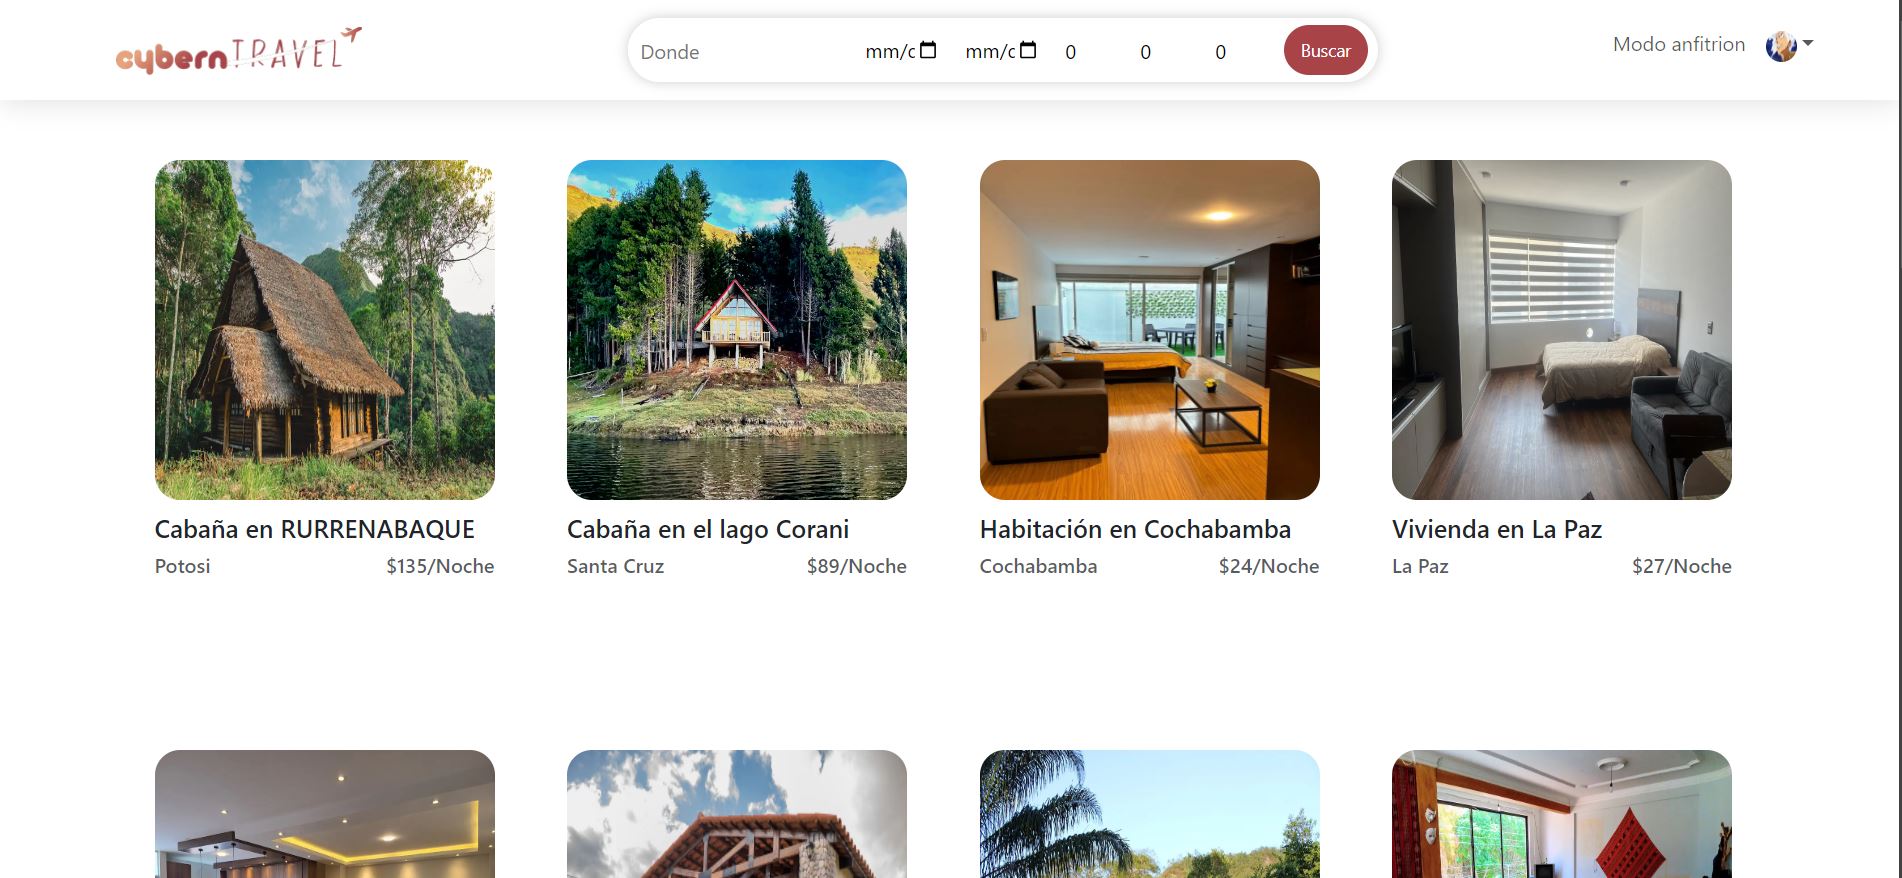 cybernTRAVEL
Donde mm/d mm/d 0 0 0 Buscar
Modo anfitrion
Cabaña en RURRENABAQUE
Potosi $135/Noche
Cabaña en el lago Corani
Santa Cruz $89/Noche
Habitación en Cochabamba
Cochabamba $24/Noche
Vivienda en La Paz
La Paz $27/Noche